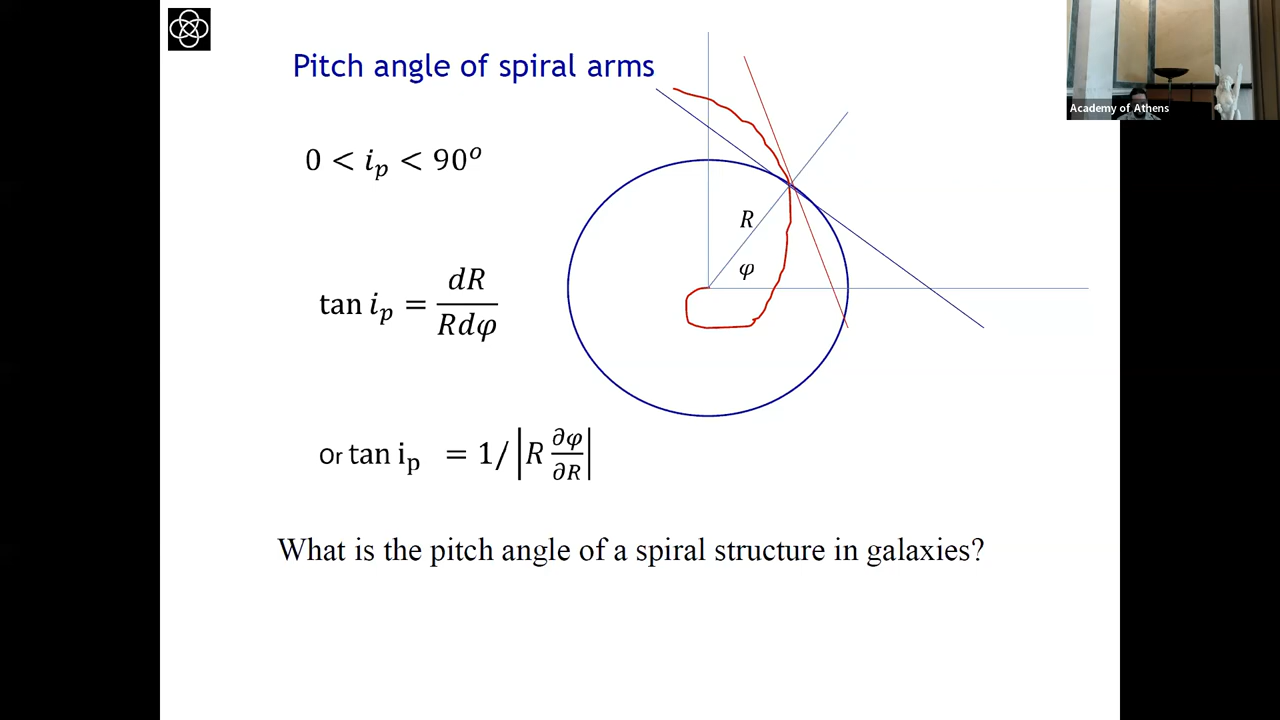 Pitch angle of spiral arms
Academy of Athens
0 < i_p < 90^o
R
φ
tan i_p = dR / Rdφ
or tan i_p = 1/ |R ∂φ/∂R|
What is the pitch angle of a spiral structure in galaxies?